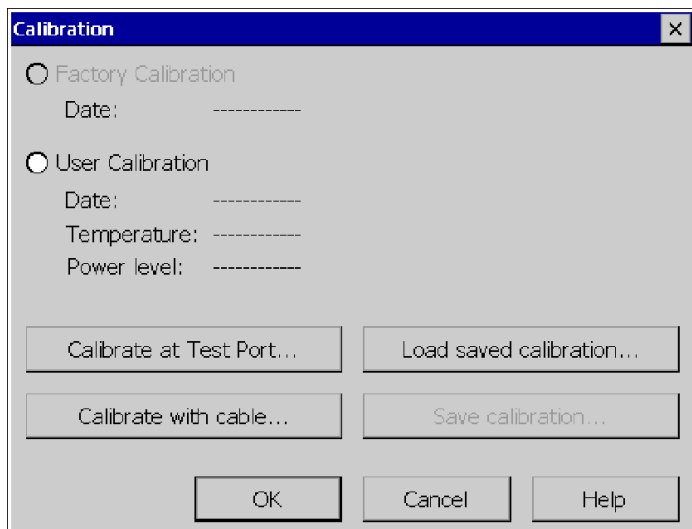 Calibration
Factory Calibration
Date: ------------
User Calibration
Date: ------------
Temperature: ------------
Power level: ------------
Calibrate at Test Port... Load saved calibration...
Calibrate with cable... Save calibration...
OK Cancel Help